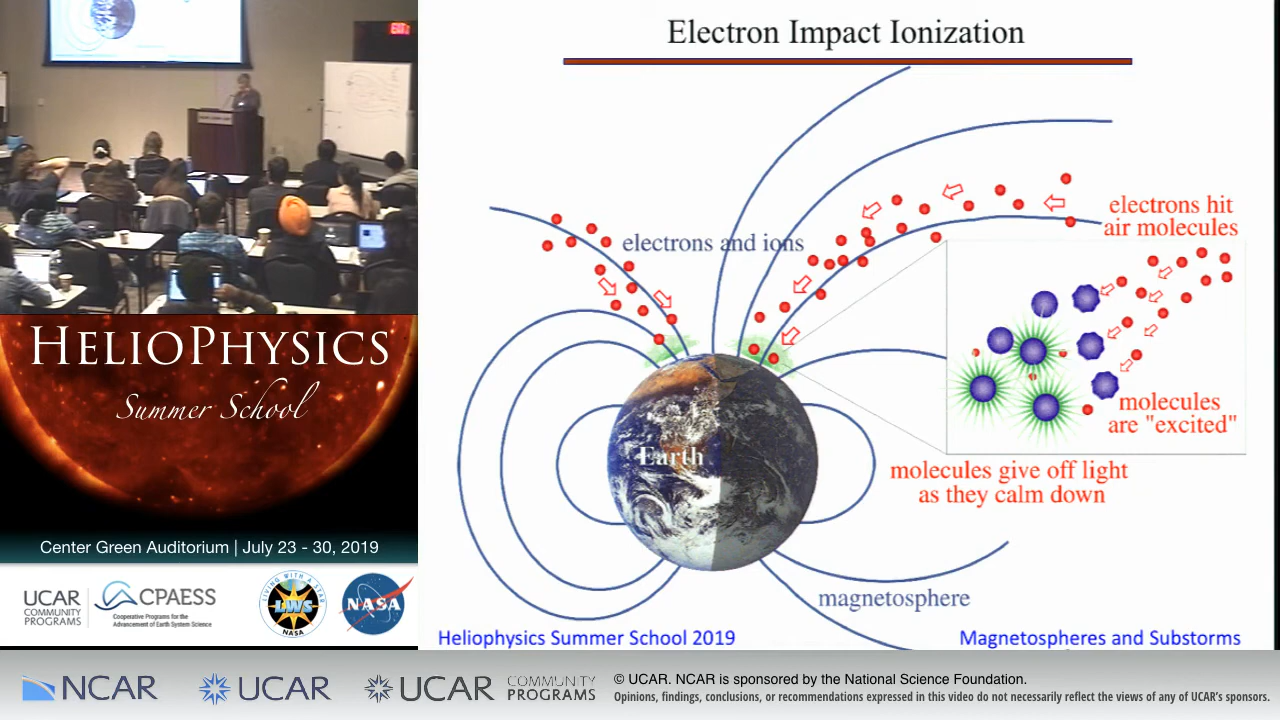 HELIOPHYSICS
Summer School
Center Green Auditorium | July 23 - 30, 2019
UCAR
COMMUNITY
PROGRAMS
CPAESS
Cooperative Programs for the
Advancement of Earth System Science
LIVING WITH A STAR
LWS
NASA
NASA
Electron Impact Ionization
electrons and ions
electrons hit
air molecules
molecules
are "excited"
molecules give off light
as they calm down
Earth
magnetosphere
Heliophysics Summer School 2019
Magnetospheres and Substorms
NCAR
UCAR
UCAR
COMMUNITY
PROGRAMS
© UCAR. NCAR is sponsored by the National Science Foundation.
Opinions, findings, conclusions, or recommendations expressed in this video do not necessarily reflect the views of any of UCAR's sponsors.